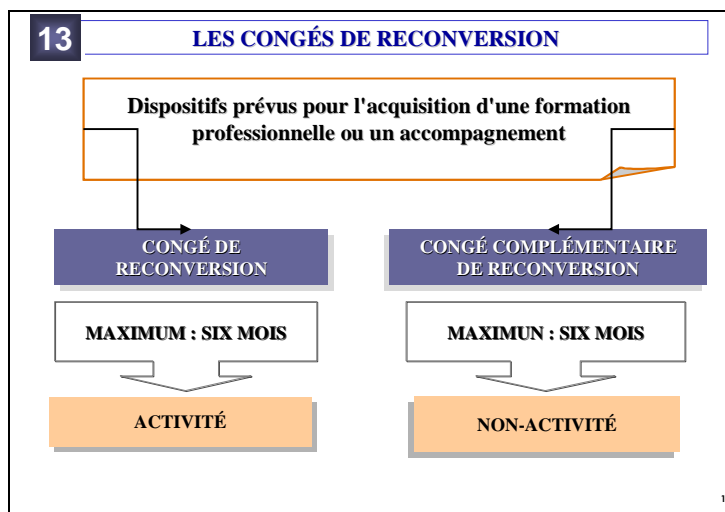 13
LES CONGÉS DE RECONVERSION
Dispositifs prévus pour l'acquisition d'une formation
professionnelle ou un accompagnement
CONGÉ DE
RECONVERSION
CONGÉ COMPLÉMENTAIRE
DE RECONVERSION
MAXIMUM : SIX MOIS
MAXIMUN : SIX MOIS
ACTIVITÉ
NON-ACTIVITÉ
1